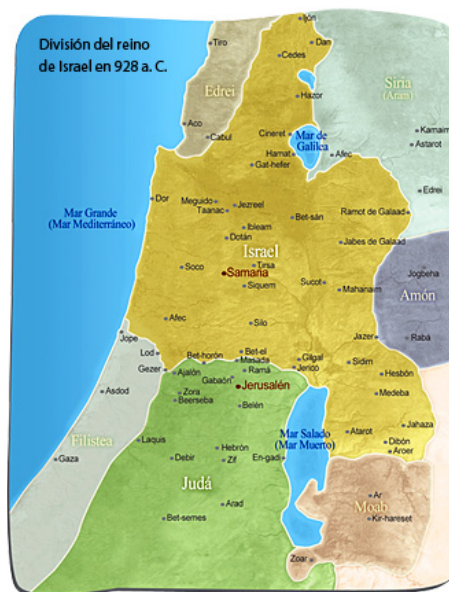 División del reino
de Israel en 928 a. C.
Ijón
Tiro
Dan
Cedes
Edrei
Hazor
Siria
(Aram)
Aco
Cabul
Cineret
Mar de
Galilea
Karnaim
Astarot
Hamat
Afec
Gat-hefer
Edrei
Dor
Meguido
Jezreel
Taanac
Bet-sán
Ramot de Galaad
Mar Grande
(Mar Mediterráneo)
Ibleam
Dotán
Jabes de Galaad
Israel
Soco
Tirsa
Samaria
Siquem
Sucot
Mahanaim
Jogbeha
Amón
Afec
Silo
Jope
Jazer
Rabá
Lod
Bet-el
Bet-horón
Masada
Gilgal
Gezer
Ajalón
Ramá
Jericó
Sidim
Gabaón
Hesbón
Asdod
Zora
Jerusalén
Beerseba
Medeba
Belén
Filistea
Laquis
Mar Salado
(Mar Muerto)
Atarot
Jahaza
Hebrón
Dibón
Gaza
Debir
Zif
En-gadi
Aroer
Judá
Arad
Ar
Moab
Bet-semes
Kir-hareset
Zoar